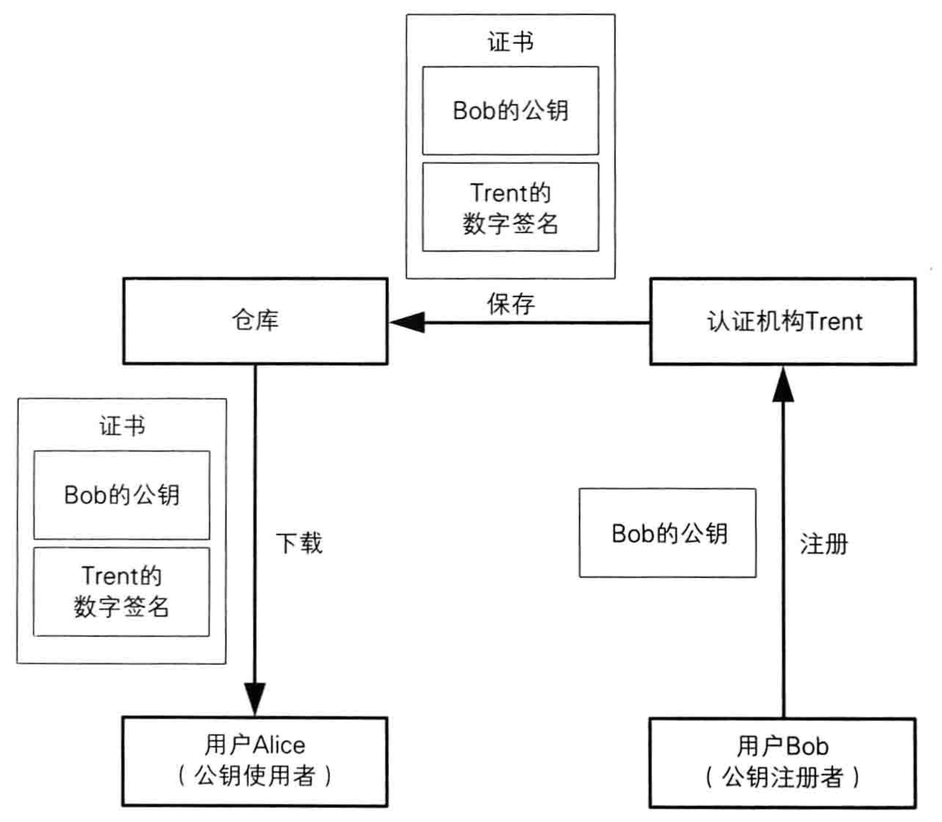 证书
Bob的公钥
Trent的
数字签名
仓库
保存
认证机构Trent
证书
Bob的公钥
Trent的
数字签名
下载
Bob的公钥
注册
用户Alice
（公钥使用者）
用户Bob
（公钥注册者）